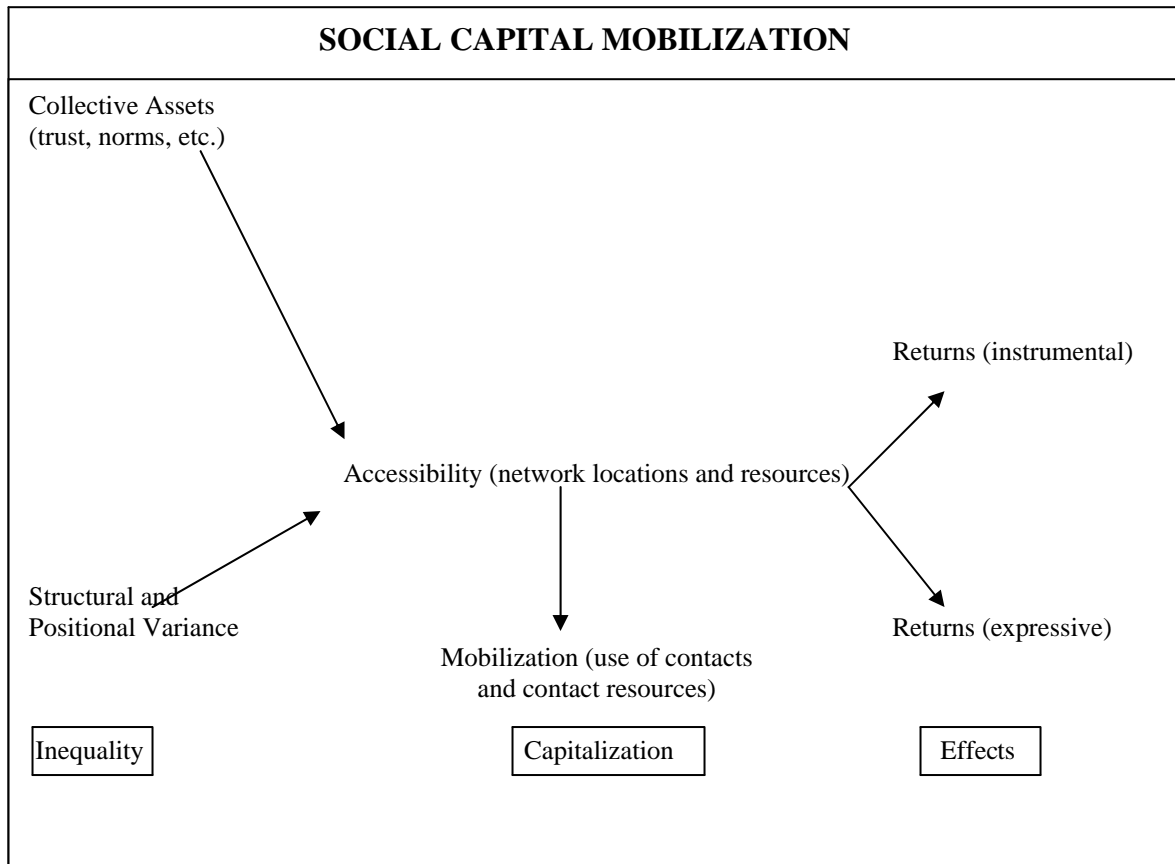 SOCIAL CAPITAL MOBILIZATION
Collective Assets
(trust, norms, etc.)
Returns (instrumental)
Accessibility (network locations and resources)
Structural and
Positional Variance
Returns (expressive)
Mobilization (use of contacts
and contact resources)
Inequality
Capitalization
Effects